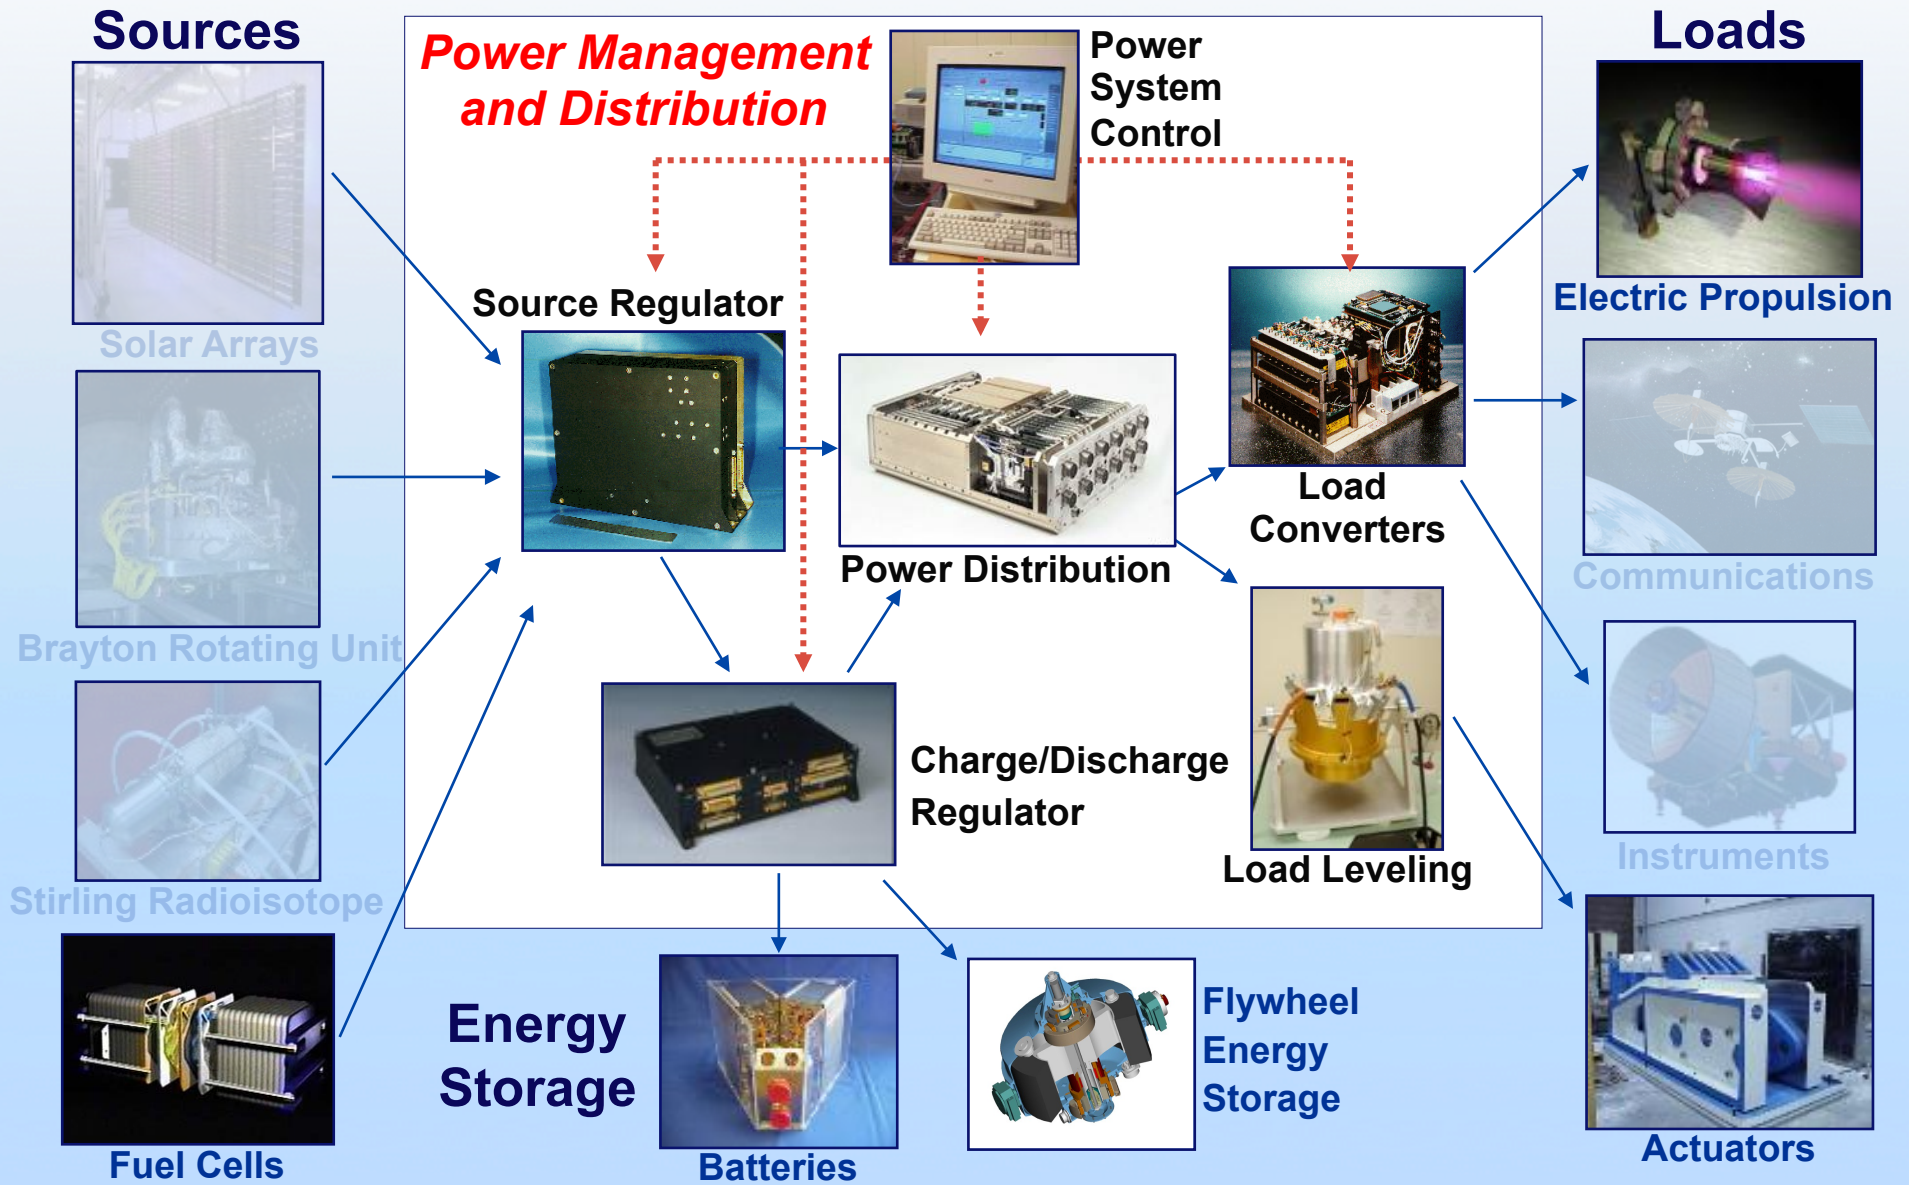 Sources
Power Management
and Distribution
Power
System
Control
Loads
Solar Arrays
Source Regulator
Electric Propulsion
Brayton Rotating Unit
Power Distribution
Load
Converters
Communications
Stirling Radioisotope
Charge/Discharge
Regulator
Load Leveling
Instruments
Fuel Cells
Energy
Storage
Batteries
Flywheel
Energy
Storage
Actuators